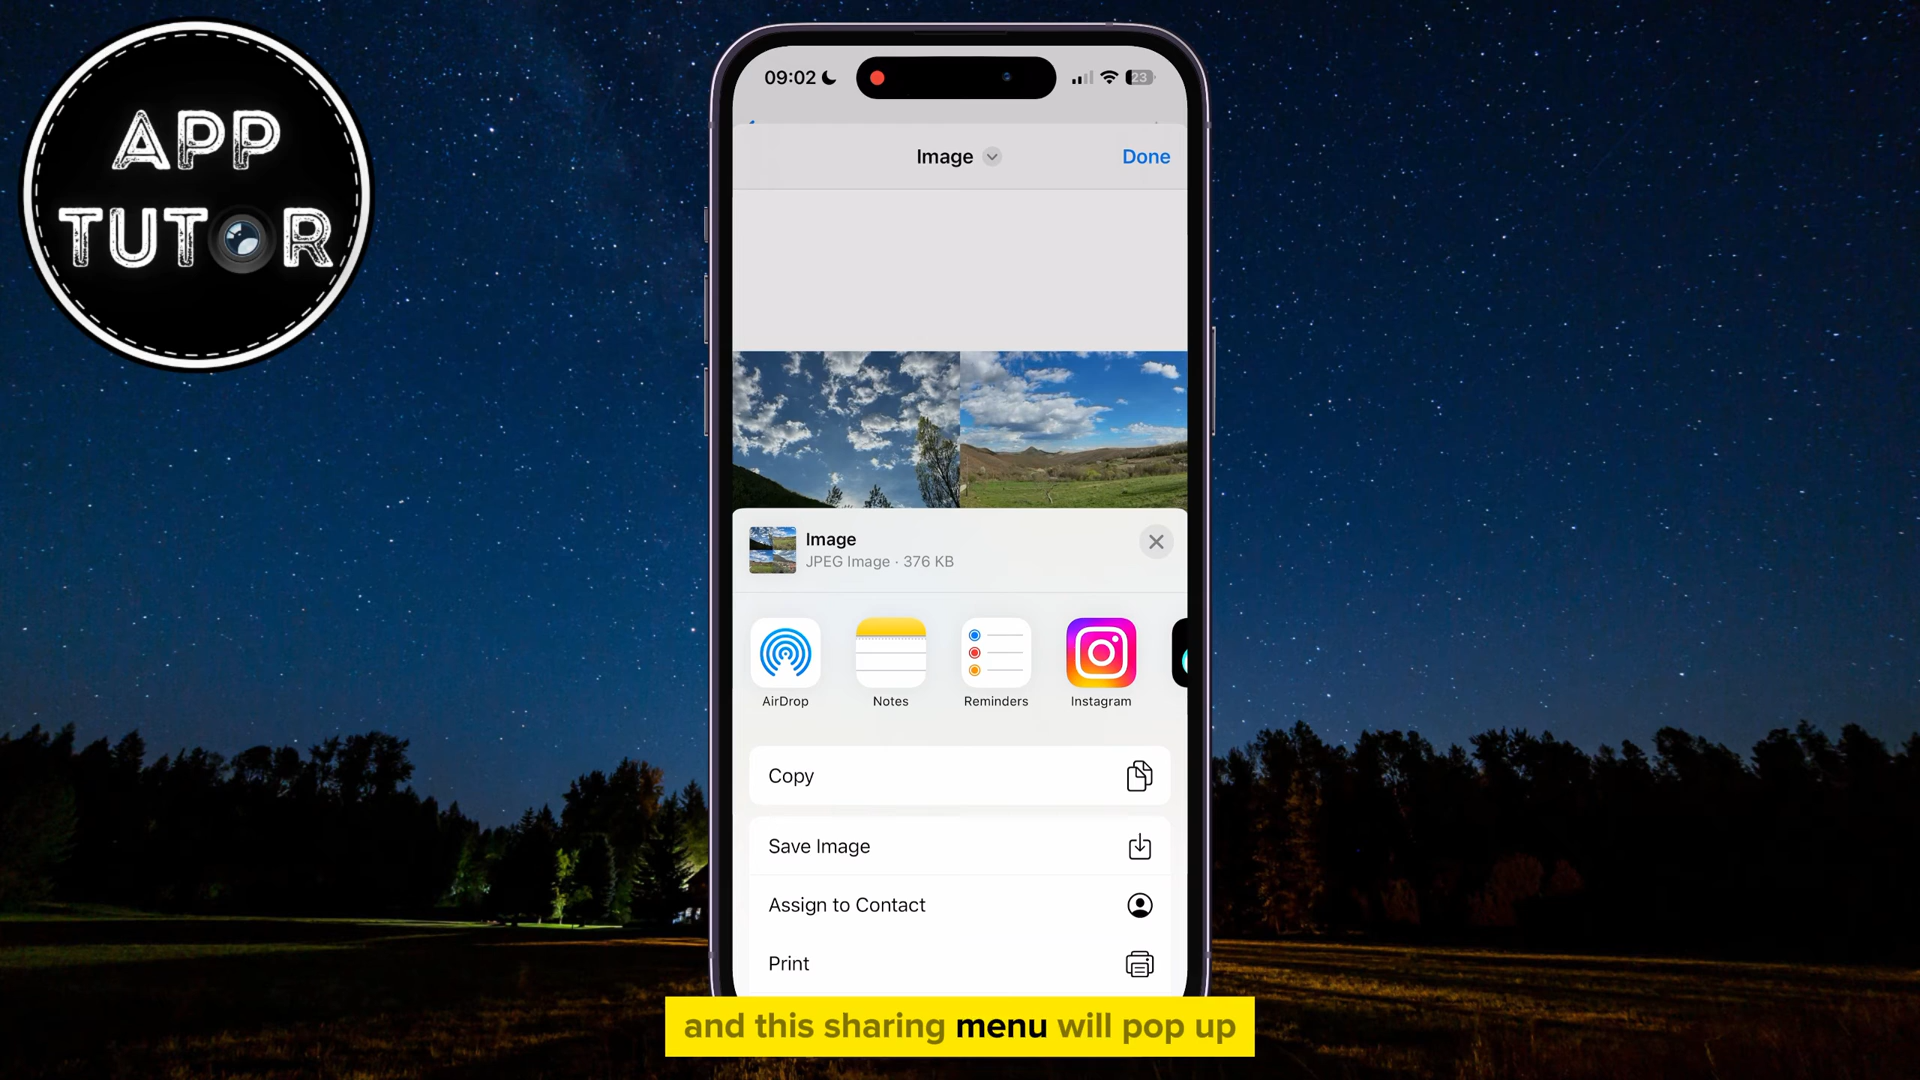 APP
TUTOR
09:02
23
Image
Done
Image
JPEG Image · 376 KB
AirDrop
Notes
Reminders
Instagram
Copy
Save Image
Assign to Contact
Print
and this sharing menu will pop up